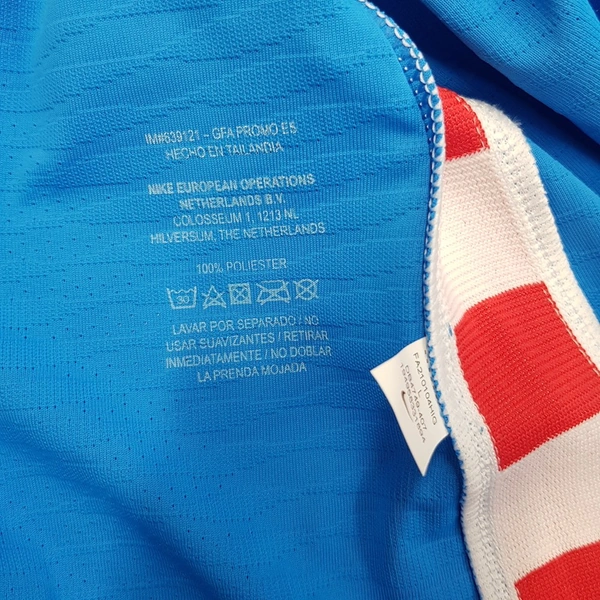 IM#639121 - GFA PROMO ES
HECHO EN TAILANDIA
NIKE EUROPEAN OPERATIONS
NETHERLANDS B.V.
COLOSSEUM 1, 1213 NL
HILVERSUM, THE NETHERLANDS
100% POLIESTER
30
LAVAR POR SEPARADO / NO
USAR SUAVIZANTES / RETIRAR
INMEDIATAMENTE / NO DOBLAR
LA PRENDA MOJADA
FA210104HIG
L